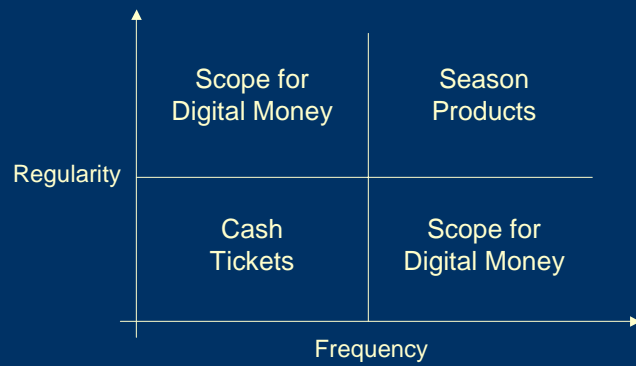 Scope for
Digital Money
Season
Products
Regularity
Cash
Tickets
Scope for
Digital Money
Frequency